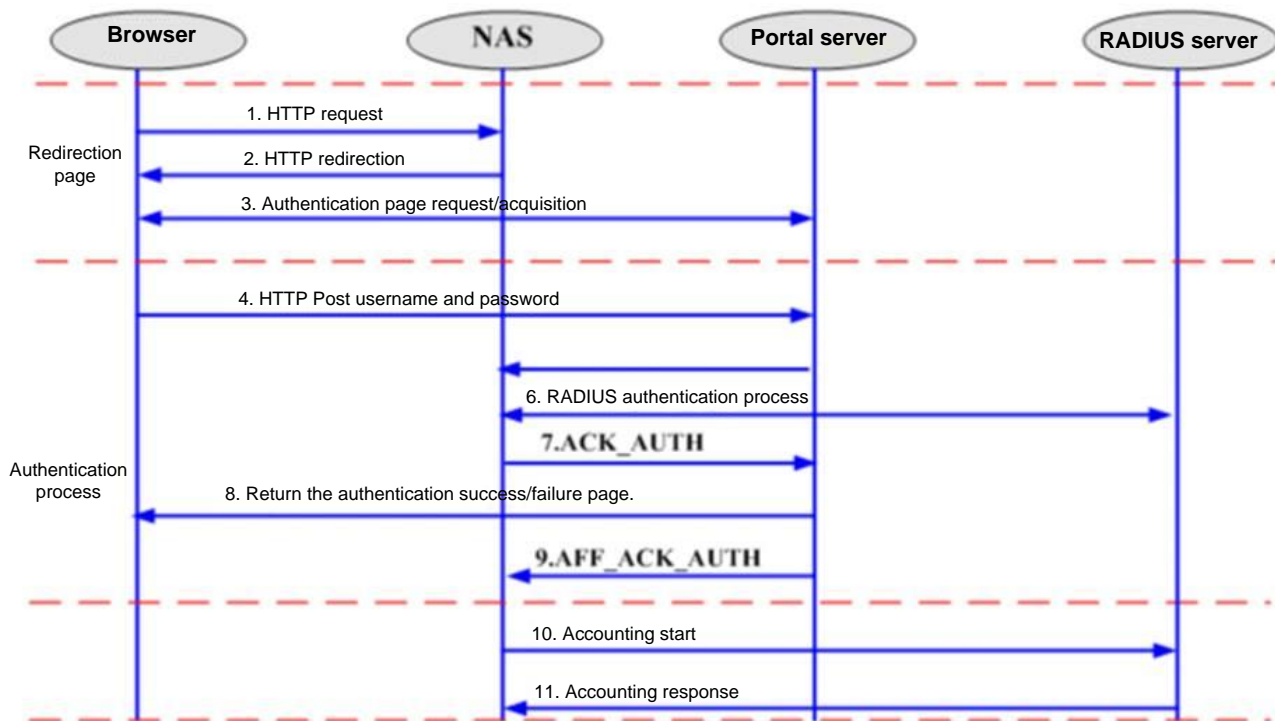 Browser
NAS
Portal server
RADIUS server
1. HTTP request
Redirection
page
2. HTTP redirection
3. Authentication page request/acquisition
4. HTTP Post username and password
6. RADIUS authentication process
7.ACK_AUTH
Authentication
process
8. Return the authentication success/failure page.
9.AFF_ACK_AUTH
10. Accounting start
11. Accounting response